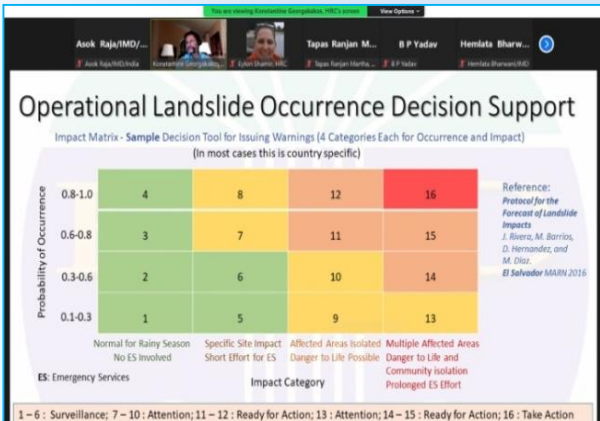 You are viewing Konstantine Georgakakos, HRC's screen View Options
Asok Raja/IMD/... Tapas Ranjan M... B P Yadav Hemlata Bharw...
Asok Raja/IMD/India Konstantine Georgakakos, Eylon Shamir, HRC Tapas Ranjan Martha, B P Yadav Hemlata Bharwani/IMD
Operational Landslide Occurrence Decision Support
Impact Matrix - Sample Decision Tool for Issuing Warnings (4 Categories Each for Occurrence and Impact)
(In most cases this is country specific)
Probability of Occurrence
0.8-1.0 4 8 12 16
0.6-0.8 3 7 11 15
0.3-0.6 2 6 10 14
0.1-0.3 1 5 9 13
Reference:
Protocol for the
Forecast of Landslide
Impacts
J. Rivera, M. Barrios,
D. Hernandez, and
M. Diaz.
El Salvador MARN 2016
Normal for Rainy Season
No ES Involved
Specific Site Impact
Short Effort for ES
Affected Areas Isolated
Danger to Life Possible
Multiple Affected Areas
Danger to Life and
Community isolation
Prolonged ES Effort
ES: Emergency Services
Impact Category
1 – 6 : Surveillance; 7 – 10 : Attention; 11 – 12 : Ready for Action; 13 : Attention; 14 – 15 : Ready for Action; 16 : Take Action